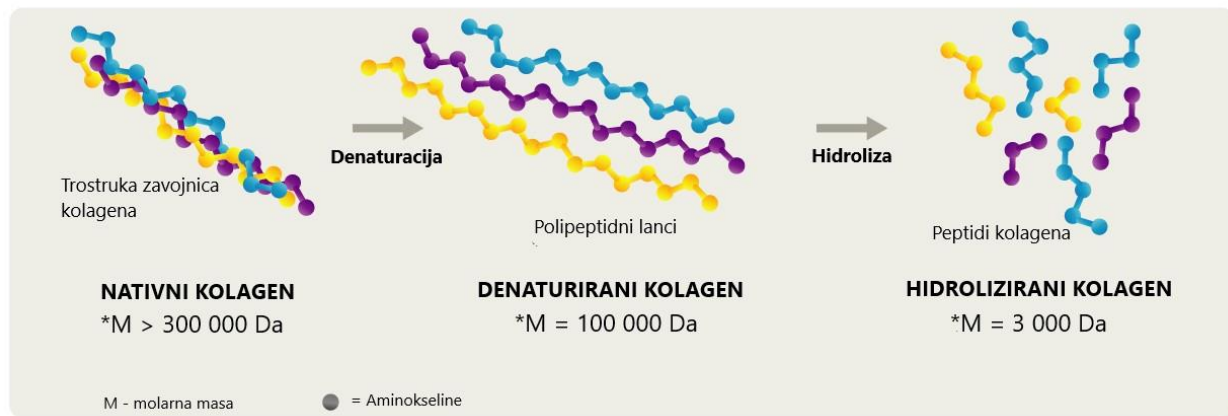 Trostruka zavojnica
kolagena
Denaturacija
Polipeptidni lanci
Hidroliza
Peptidi kolagena
NATIVNI KOLAGEN
*M > 300 000 Da
DENATURIRANI KOLAGEN
*M = 100 000 Da
HIDROLIZIRANI KOLAGEN
*M = 3 000 Da
M - molarna masa
= Aminokseline